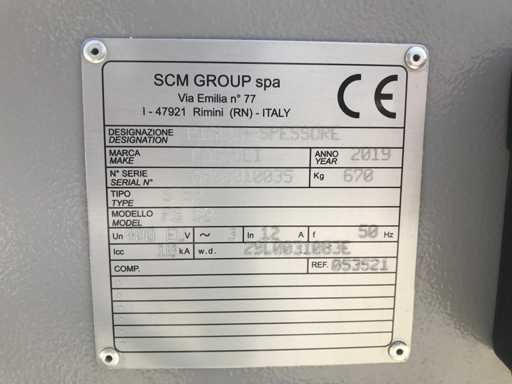 SCM GROUP spa
Via Emilia n° 77
I - 47921 Rimini (RN) - ITALY
CE
DESIGNAZIONE
DESIGNATION
SPESSORE
MARCA
MAKE
ANNO
YEAR 2019
N° SERIE
SERIAL N°
Kg 670
TIPO
TYPE
MODELLO
MODEL
Un V ~ 3 In 12 A f 50 Hz
Icc kA w.d.
COMP. REF. 053521